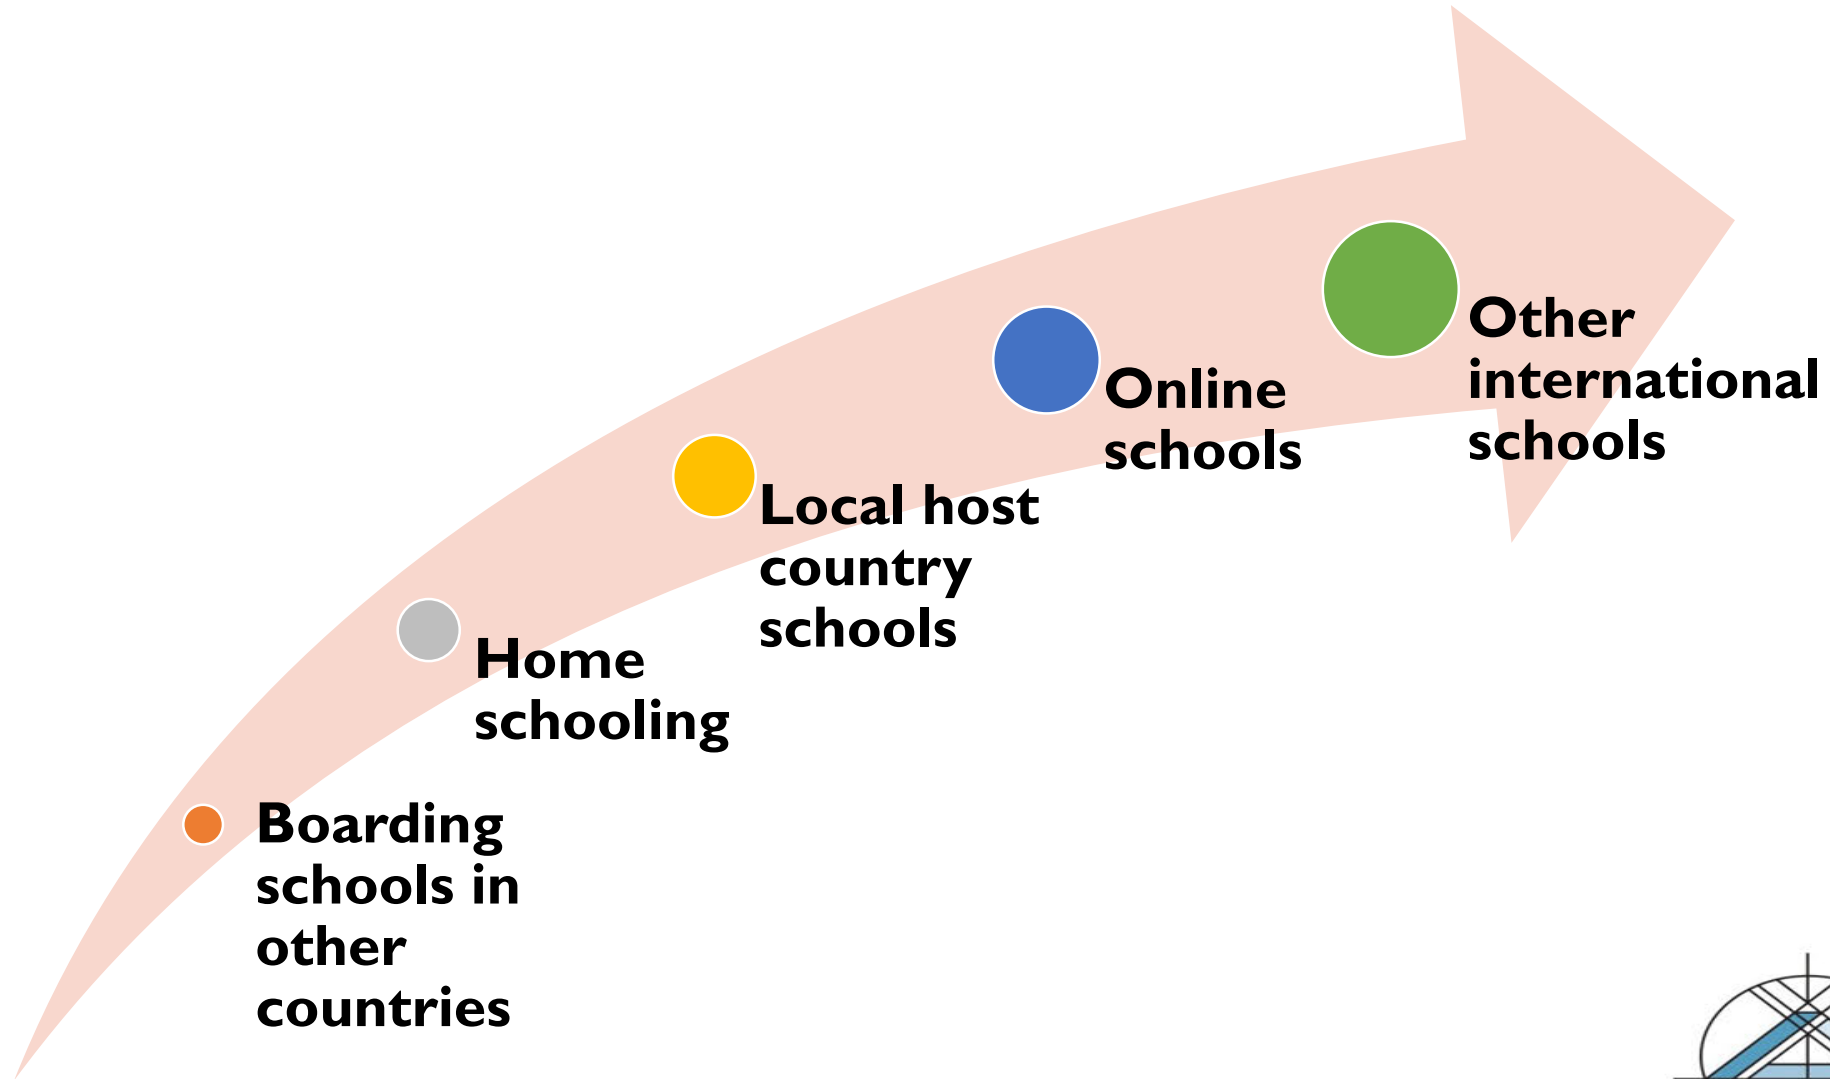 Boarding
schools in
other
countries
Home
schooling
Local host
country
schools
Online
schools
Other
international
schools